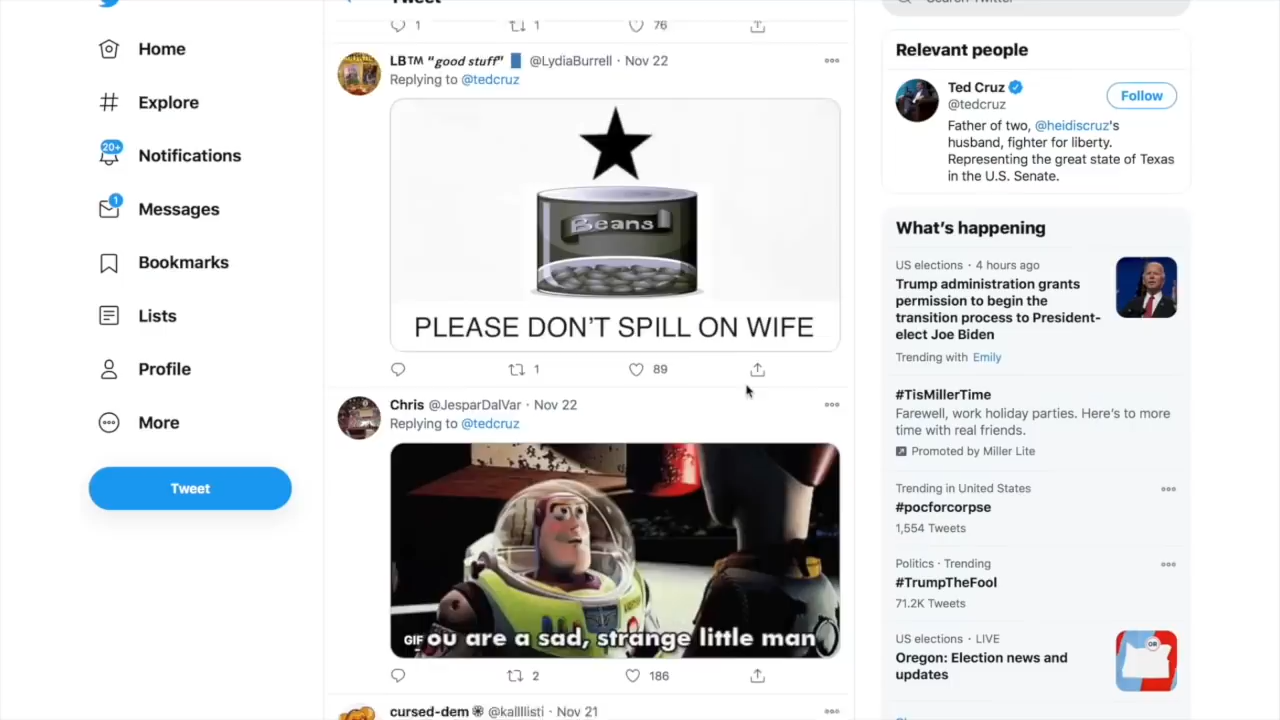 Tweet
Search Twitter
Home
Explore
20+
Notifications
1
Messages
Bookmarks
Lists
Profile
More
Tweet
1
1
76
LB™ "good stuff" @LydiaBurrell · Nov 22
Replying to @tedcruz
Beans
PLEASE DON'T SPILL ON WIFE
1
89
Chris @JesparDalVar · Nov 22
Replying to @tedcruz
GIF
ou are a sad, strange little man
2
186
cursed-dem @kallllisti · Nov 21
Relevant people
Ted Cruz
@tedcruz
Follow
Father of two, @heidiscruz's
husband, fighter for liberty.
Representing the great state of Texas
in the U.S. Senate.
What's happening
US elections · 4 hours ago
Trump administration grants
permission to begin the
transition process to President-
elect Joe Biden
Trending with Emily
#TisMillerTime
Farewell, work holiday parties. Here's to more
time with real friends.
Promoted by Miller Lite
Trending in United States
#pocforcorpse
1,554 Tweets
Politics · Trending
#TrumpTheFool
71.2K Tweets
US elections · LIVE
Oregon: Election news and
updates
OR